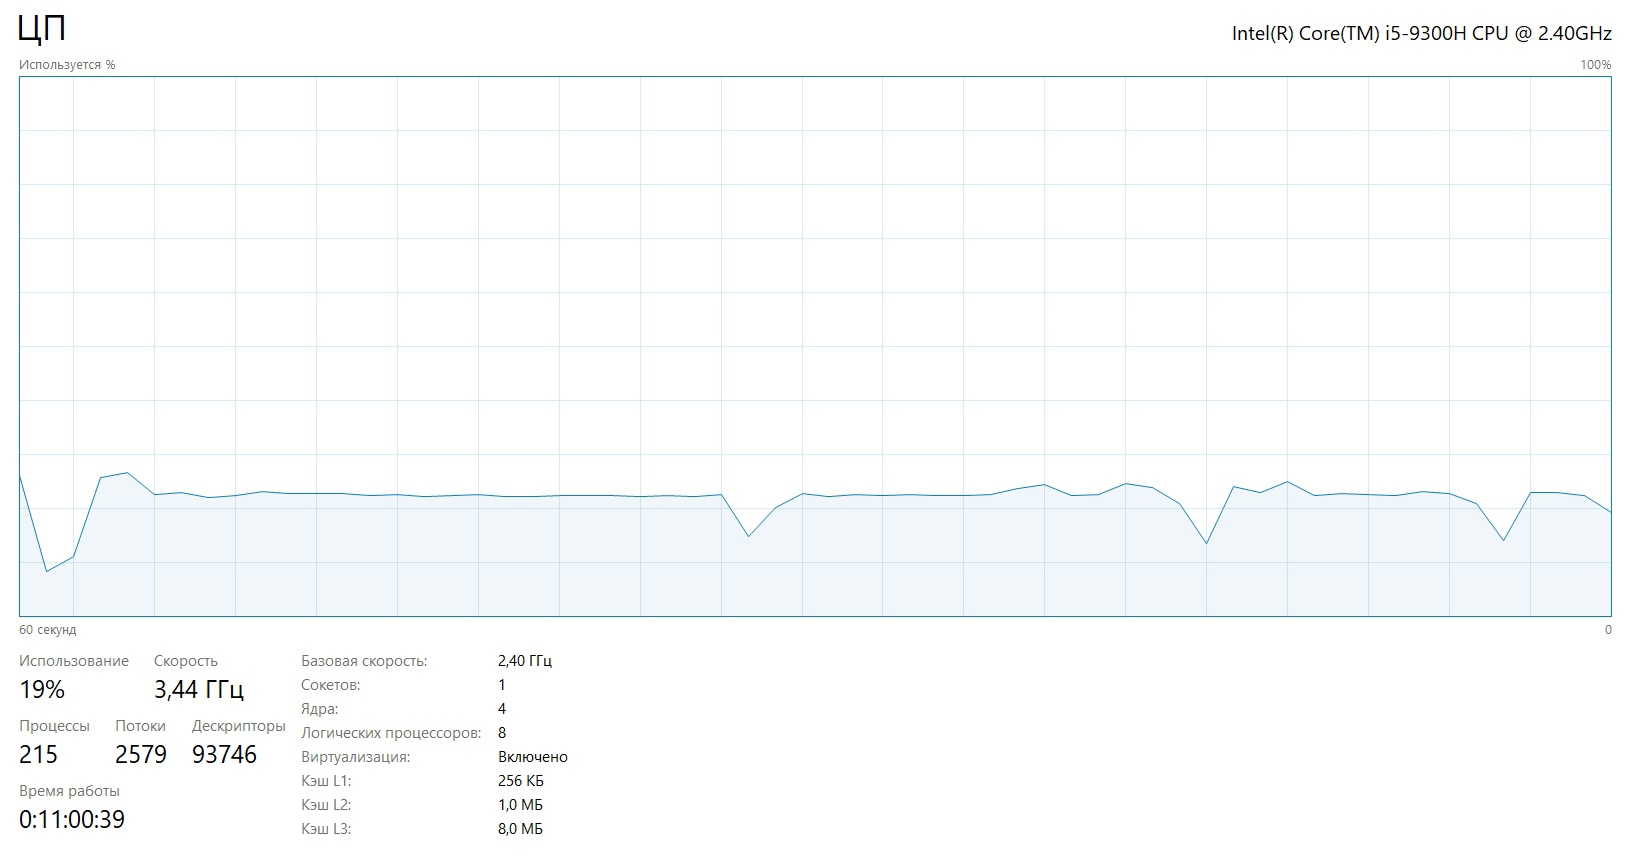 ЦП
Intel(R) Core(TM) i5-9300H CPU @ 2.40GHz
Используется %
100%
60 секунд
0
Использование
Скорость
19%
3,44 ГГц
Процессы
Потоки
Дескрипторы
215
2579
93746
Время работы
0:11:00:39
Базовая скорость: 2,40 ГГц
Сокетов: 1
Ядра: 4
Логических процессоров: 8
Виртуализация: Включено
Кэш L1: 256 КБ
Кэш L2: 1,0 МБ
Кэш L3: 8,0 МБ